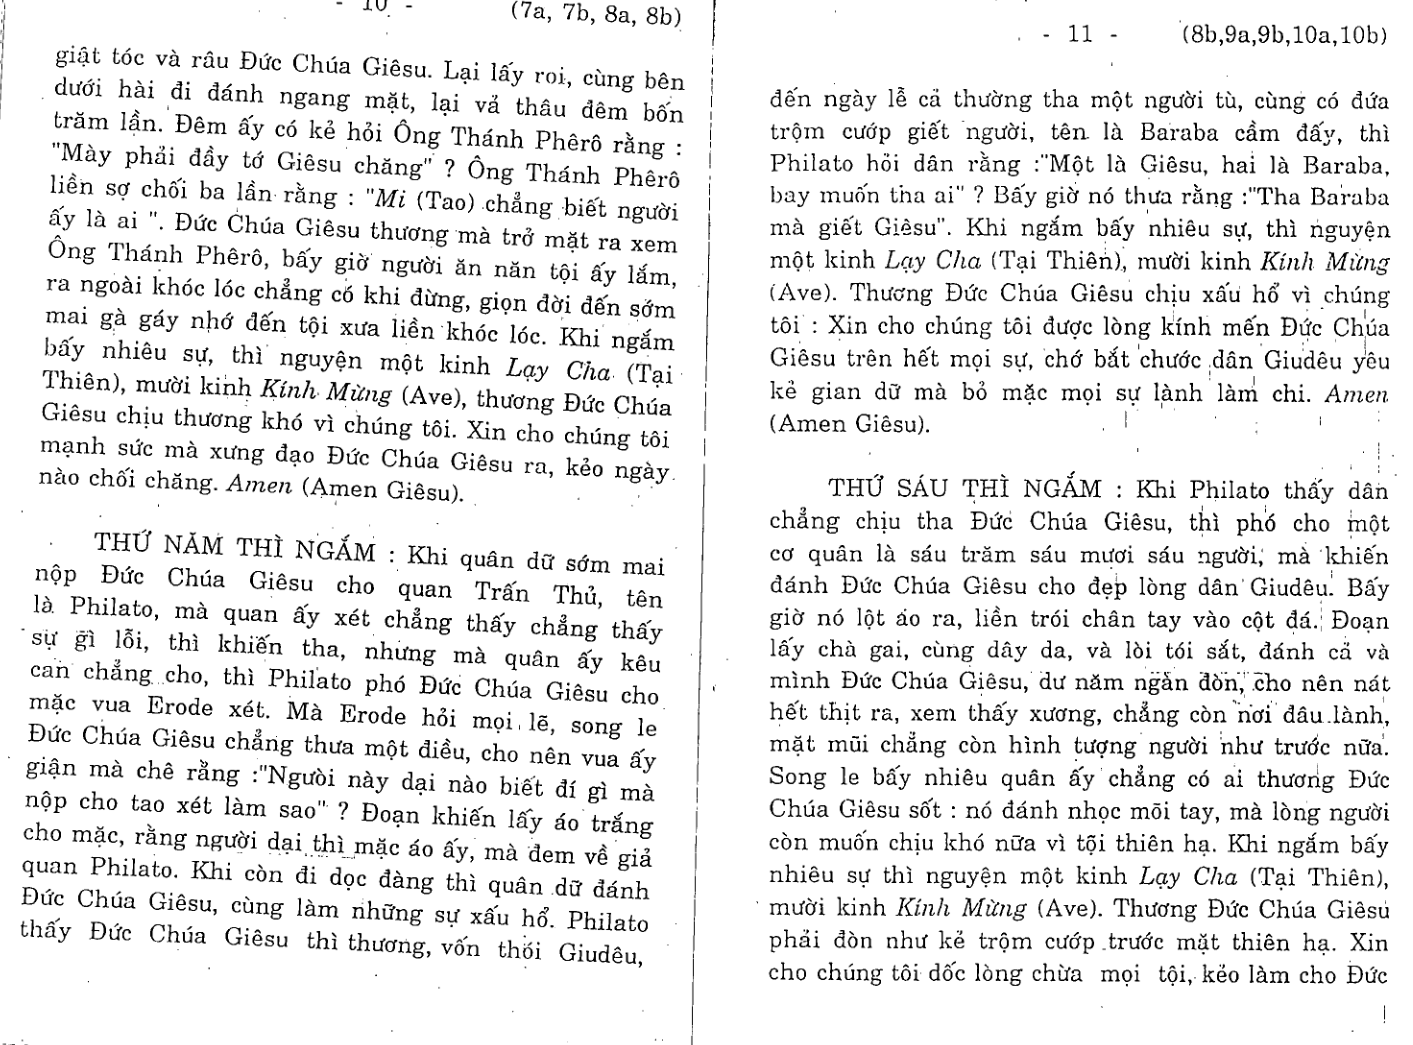 - 10 - (7a, 7b, 8a, 8b)
giật tóc và râu Đức Chúa Giêsu. Lại lấy roi, cùng bên
dưới hài đi đánh ngang mặt, lại vả thâu đêm bốn
trăm lần. Đêm ấy có kẻ hỏi Ông Thánh Phêrô rằng :
"Mày phải đầy tớ Giêsu chăng" ? Ông Thánh Phêrô
liền sợ chối ba lần rằng : "Mi (Tao) chẳng biết người
ấy là ai ". Đức Chúa Giêsu thương mà trở mặt ra xem
Ông Thánh Phêrô, bấy giờ người ăn năn tội ấy lắm,
ra ngoài khóc lóc chẳng có khi đừng, giọn đời đến sớm
mai gà gáy nhớ đến tội xưa liền khóc lóc. Khi ngắm
bấy nhiêu sự, thì nguyện một kinh Lạy Cha (Tại
Thiên), mười kinh Kính Mừng (Ave), thương Đức Chúa
Giêsu chịu thương khó vì chúng tôi. Xin cho chúng tôi
mạnh sức mà xưng đạo Đức Chúa Giêsu ra, kẻo ngày
nào chối chăng. Amen (Amen Giêsu).
THỨ NĂM THÌ NGẮM : Khi quân dữ sớm mai
nộp Đức Chúa Giêsu cho quan Trấn Thủ, tên
là Philato, mà quan ấy xét chẳng thấy chẳng thấy
sự gì lỗi, thì khiến tha, nhưng mà quân ấy kêu
can chẳng cho, thì Philato phó Đức Chúa Giêsu cho
mặc vua Erode xét. Mà Erode hỏi mọi lẽ, song le
Đức Chúa Giêsu chẳng thưa một điều, cho nên vua ấy
giận mà chê rằng :"Người này dại nào biết đí gì mà
nộp cho tao xét làm sao" ? Đoạn khiến lấy áo trắng
cho mặc, rằng người dại thì mặc áo ấy, mà đem về giả
quan Philato. Khi còn đi dọc đàng thì quân dữ đánh
Đức Chúa Giêsu, cùng làm những sự xấu hổ. Philato
thấy Đức Chúa Giêsu thì thương, vốn thói Giudêu,
- 11 - (8b,9a,9b,10a,10b)
đến ngày lễ cả thường tha một người tù, cùng có đứa
trộm cướp giết người, tên là Baraba cầm đấy, thì
Philato hỏi dân rằng :"Một là Giêsu, hai là Baraba,
bay muốn tha ai" ? Bấy giờ nó thưa rằng :"Tha Baraba
mà giết Giêsu". Khi ngắm bấy nhiêu sự, thì nguyện
một kinh Lạy Cha (Tại Thiên), mười kinh Kính Mừng
(Ave). Thương Đức Chúa Giêsu chịu xấu hổ vì chúng
tôi : Xin cho chúng tôi được lòng kính mến Đức Chúa
Giêsu trên hết mọi sự, chớ bắt chước dân Giudêu yêu
kẻ gian dữ mà bỏ mặc mọi sự lành làm chi. Amen
(Amen Giêsu).
THỨ SÁU THÌ NGẮM : Khi Philato thấy dân
chẳng chịu tha Đức Chúa Giêsu, thì phó cho một
cơ quân là sáu trăm sáu mươi sáu người, mà khiến
đánh Đức Chúa Giêsu cho đẹp lòng dân Giudêu. Bấy
giờ nó lột áo ra, liền trói chân tay vào cột đá. Đoạn
lấy chà gai, cùng dây da, và lòi tói sắt, đánh cả và
mình Đức Chúa Giêsu, dư năm ngàn đòn, cho nên nát
hết thịt ra, xem thấy xương, chẳng còn nơi đâu lành,
mặt mũi chẳng còn hình tượng người như trước nữa.
Song le bấy nhiêu quân ấy chẳng có ai thương Đức
Chúa Giêsu sốt : nó đánh nhọc mõi tay, mà lòng người
còn muốn chịu khó nữa vì tội thiên hạ. Khi ngắm bấy
nhiêu sự thì nguyện một kinh Lạy Cha (Tại Thiên),
mười kinh Kính Mừng (Ave). Thương Đức Chúa Giêsu
phải đòn như kẻ trộm cướp trước mặt thiên hạ. Xin
cho chúng tôi dốc lòng chừa mọi tội, kẻo làm cho Đức